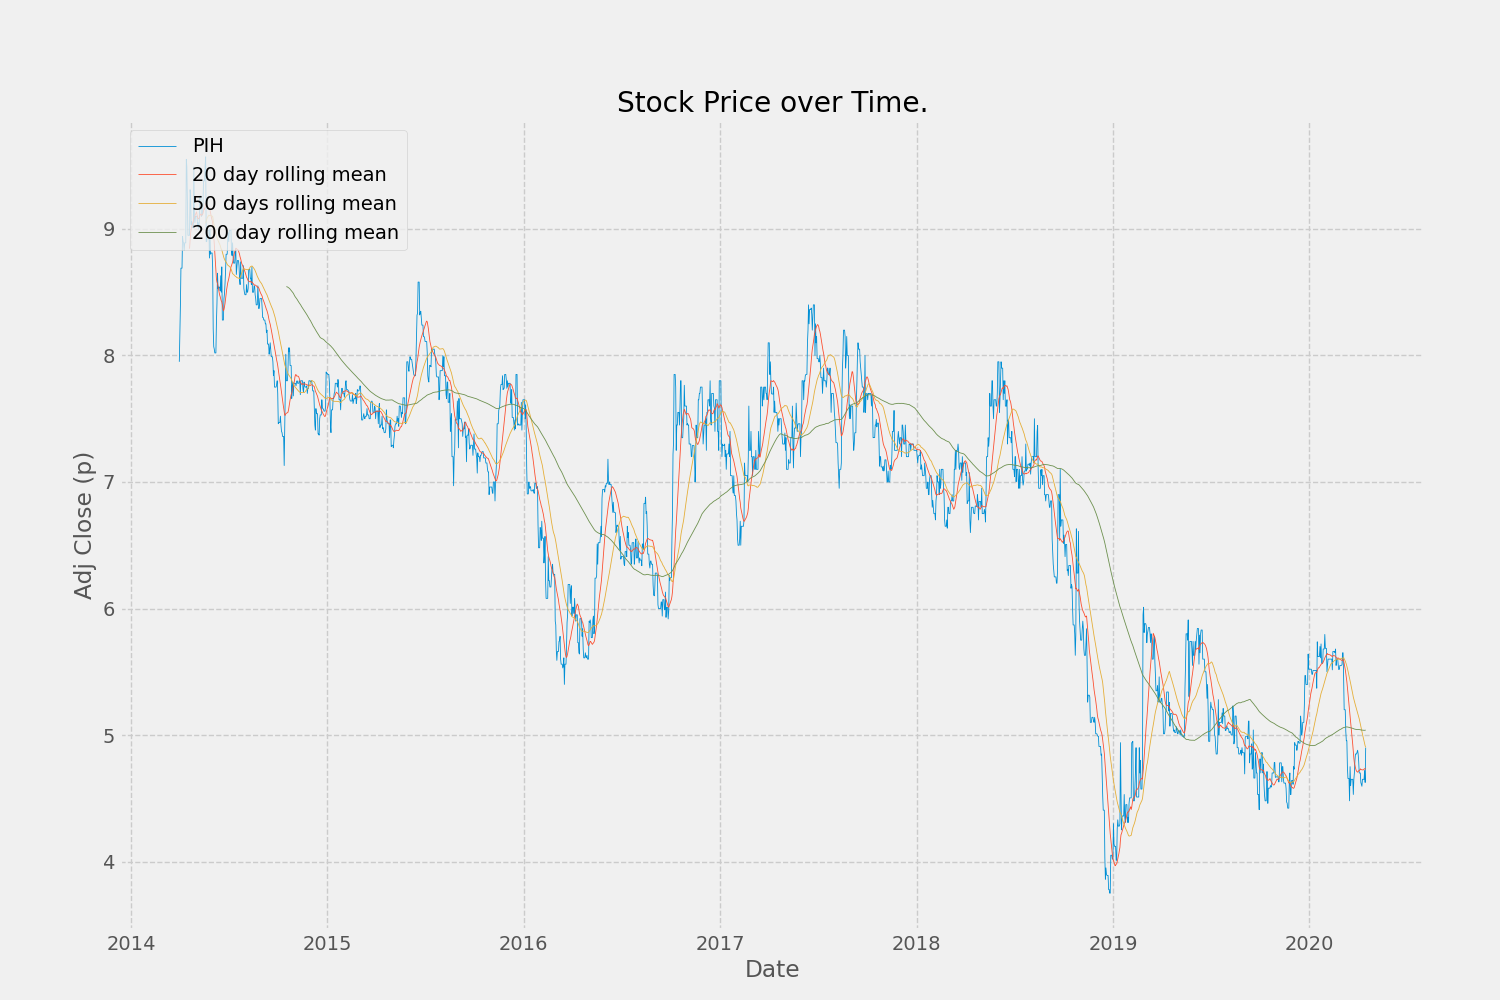 Stock Price over Time.
PIH
20 day rolling mean
50 days rolling mean
200 day rolling mean
Adj Close (p)
9
8
7
6
5
4
2014 2015 2016 2017 2018 2019 2020
Date